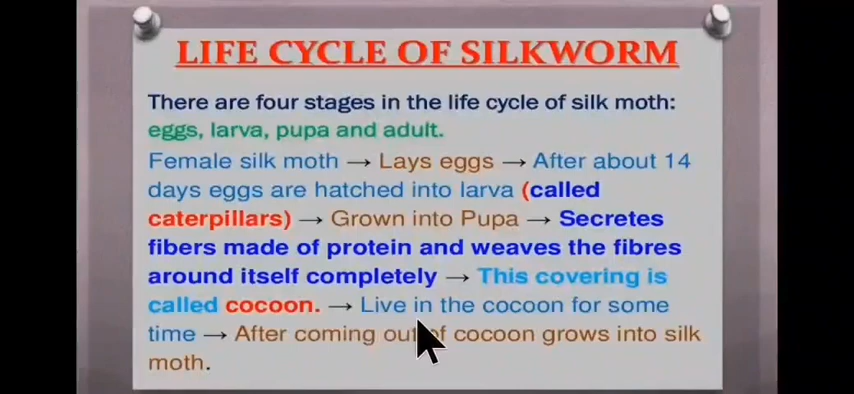 LIFE CYCLE OF SILKWORM
There are four stages in the life cycle of silk moth:
eggs, larva, pupa and adult.
Female silk moth → Lays eggs → After about 14
days eggs are hatched into larva (called
caterpillars) → Grown into Pupa → Secretes
fibers made of protein and weaves the fibres
around itself completely → This covering is
called cocoon. → Live in the cocoon for some
time → After coming out of cocoon grows into silk
moth.